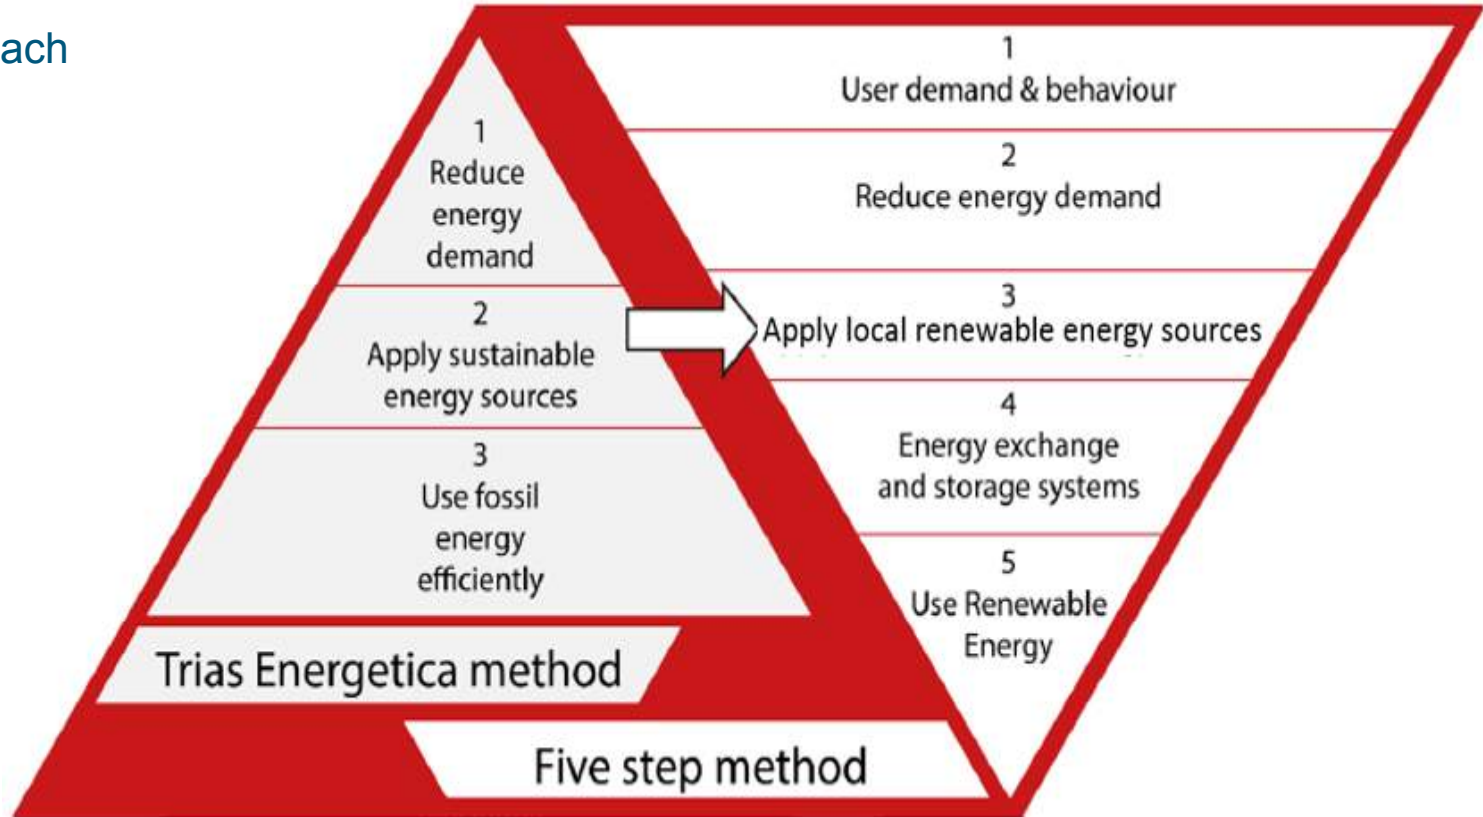 ach
1
Reduce
energy
demand
2
Apply sustainable
energy sources
3
Use fossil
energy
efficiently
Trias Energetica method
1
User demand & behaviour
2
Reduce energy demand
3
Apply local renewable energy sources
4
Energy exchange
and storage systems
5
Use Renewable
Energy
Five step method